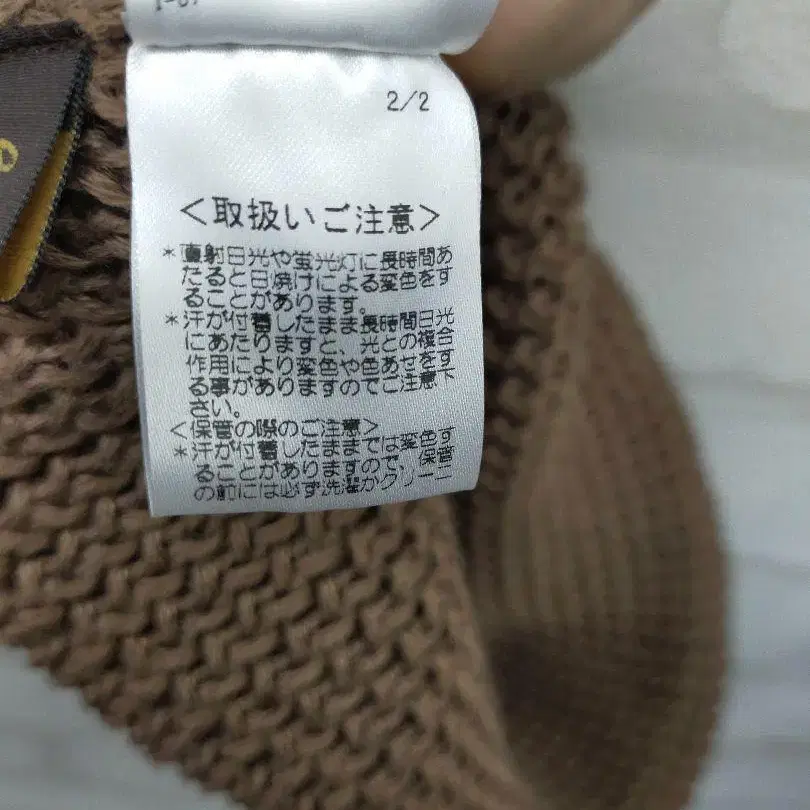 2/2
<取扱いご注意>
*直射日光や蛍光灯に長時間あ
たると日焼けによる変色をす
ることがあります。
*汗が付着したまま長時間日光
にあたりますと、光との複合
作用により変色や色あせをす
る事がありますのでご注意下
さい。
<保管の際のご注意>
*汗が付着したままでは変色す
ることがありますので、保管
の前には必ず洗濯かクリーニ